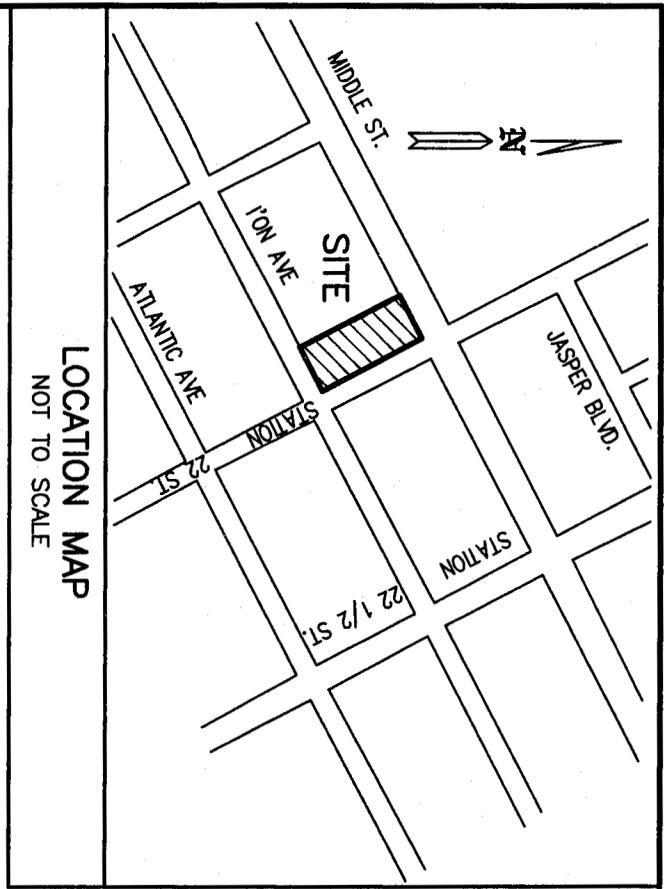 MIDDLE ST.
N
I'ON AVE
SITE
ATLANTIC AVE
JASPER BLVD.
STATION
22 ST.
STATION
22 1/2 ST.
LOCATION MAP
NOT TO SCALE